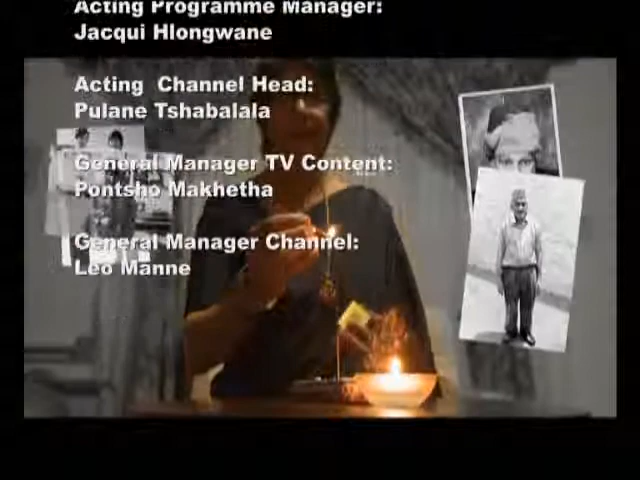 Acting Programme Manager:
Jacqui Hlongwane
Acting Channel Head:
Pulane Tshabalala
General Manager TV Content:
Pontsho Makhetha
General Manager Channel:
Leo Manne